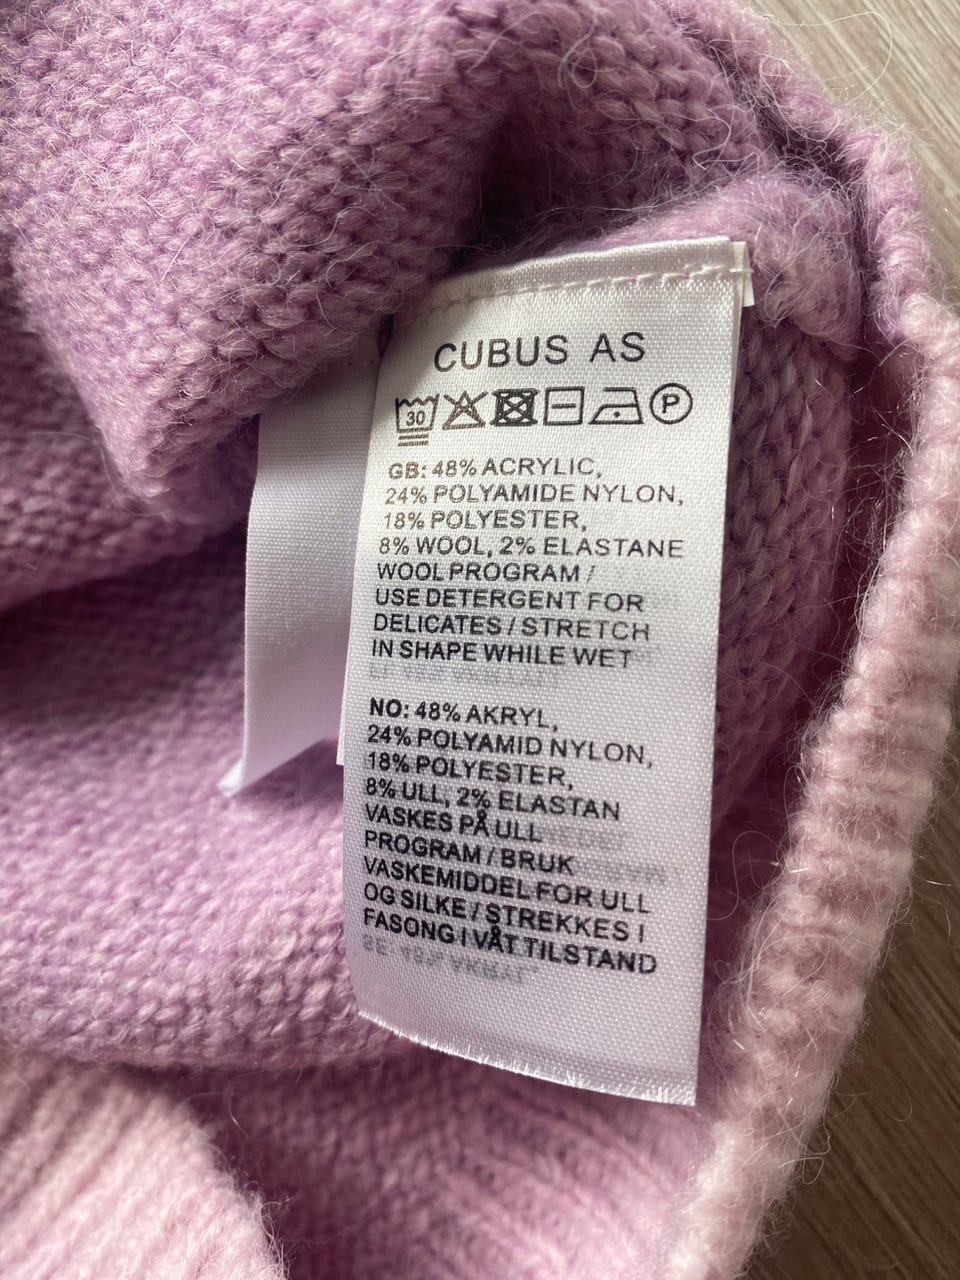 CUBUS AS
30 P
GB: 48% ACRYLIC,
24% POLYAMIDE NYLON,
18% POLYESTER,
8% WOOL, 2% ELASTANE
WOOL PROGRAM /
USE DETERGENT FOR
DELICATES / STRETCH
IN SHAPE WHILE WET
NO: 48% AKRYL,
24% POLYAMID NYLON,
18% POLYESTER,
8% ULL, 2% ELASTAN
VASKES PÅ ULL
PROGRAM / BRUK
VASKEMIDDEL FOR ULL
OG SILKE / STREKKES I
FASONG I VÅT TILSTAND